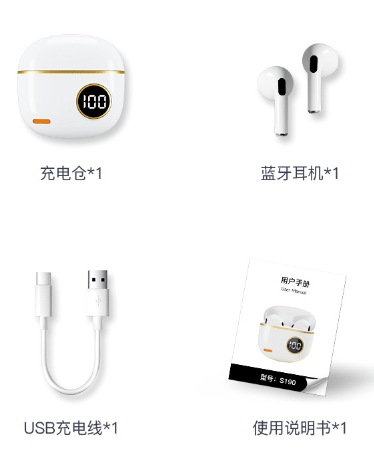 100
充电仓*1
蓝牙耳机*1
用户手册
User Manual
100
型号：S190
USB充电线*1
使用说明书*1